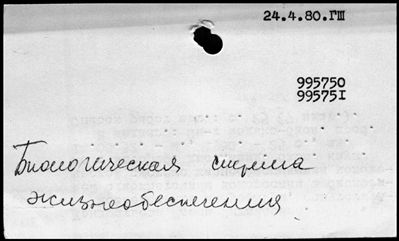 24.4.80.ГШ
995750
995751
Биологическая система
жизнеобеспечения